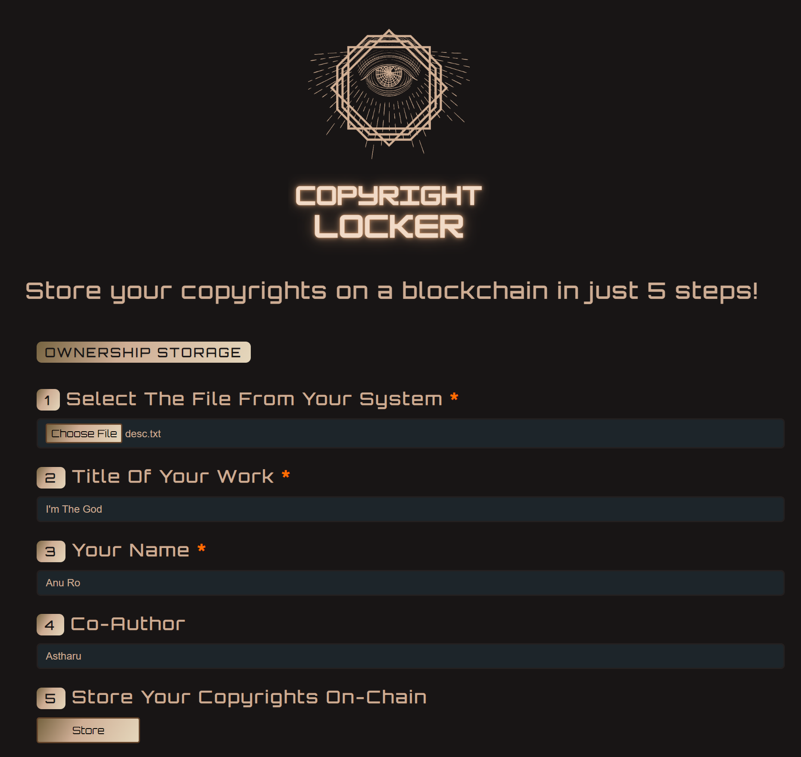 COPYRIGHT
LOCKER
Store your copyrights on a blockchain in just 5 steps!
OWNERSHIP STORAGE
1 Select The File From Your System *
Choose File desc.txt
2 Title Of Your Work *
I'm The God
3 Your Name *
Anu Ro
4 Co-Author
Astharu
5 Store Your Copyrights On-Chain
Store